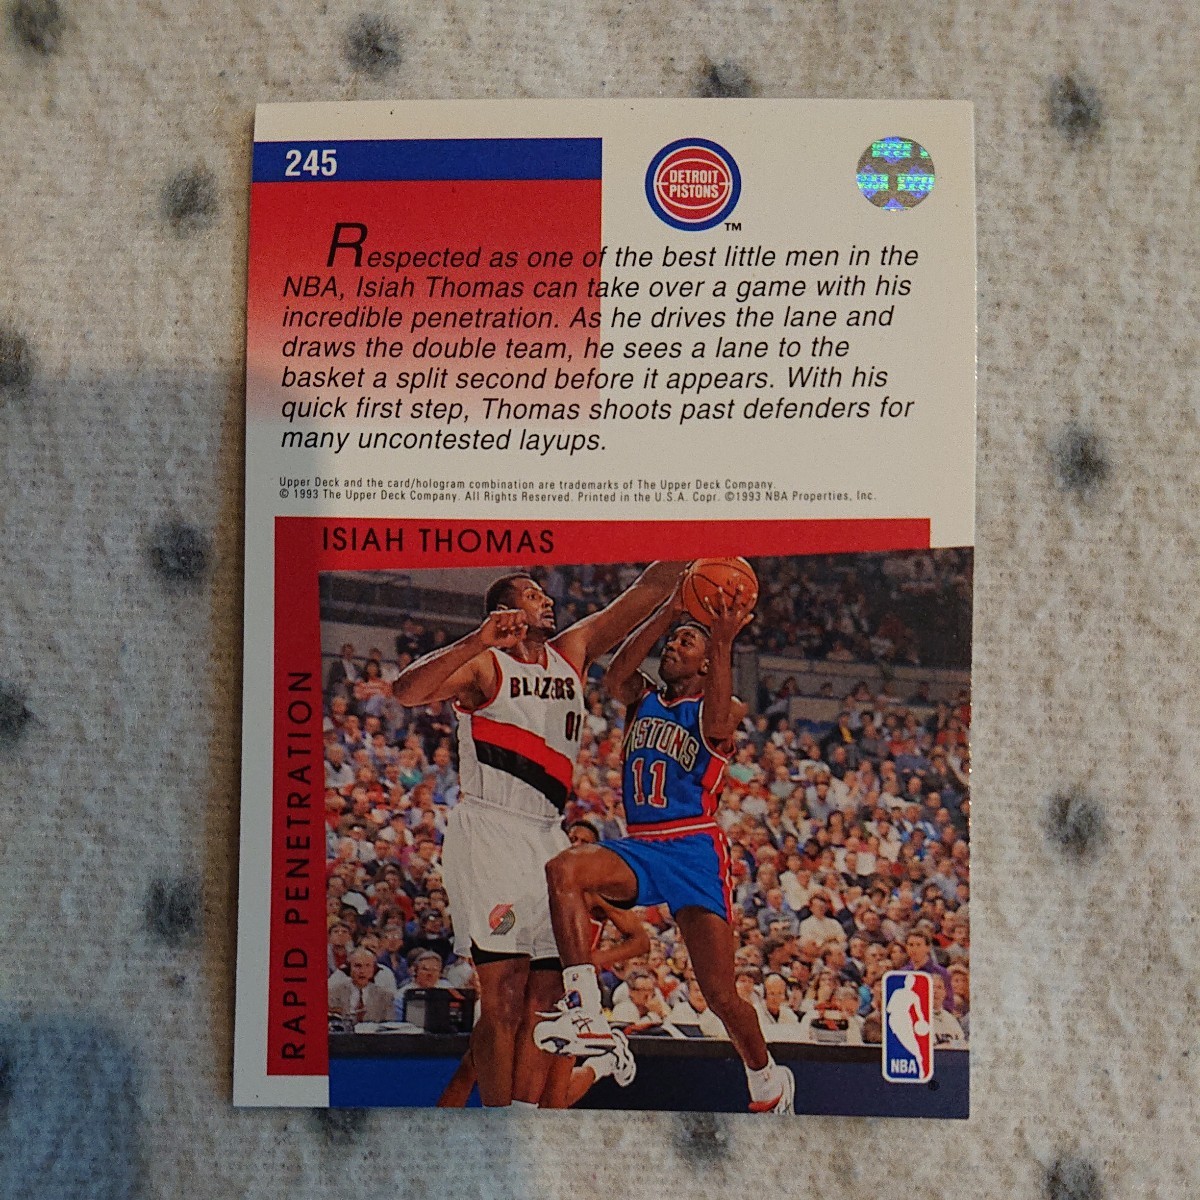 245
DETROIT
PISTONS
TM
Respected as one of the best little men in the
NBA, Isiah Thomas can take over a game with his
incredible penetration. As he drives the lane and
draws the double team, he sees a lane to the
basket a split second before it appears. With his
quick first step, Thomas shoots past defenders for
many uncontested layups.
Upper Deck and the card/hologram combination are trademarks of The Upper Deck Company.
© 1993 The Upper Deck Company. All Rights Reserved. Printed in the U.S.A. Copr. ©1993 NBA Properties, Inc.
ISIAH THOMAS
RAPID PENETRATION
BLAZERS
PISTONS
11
NBA
®